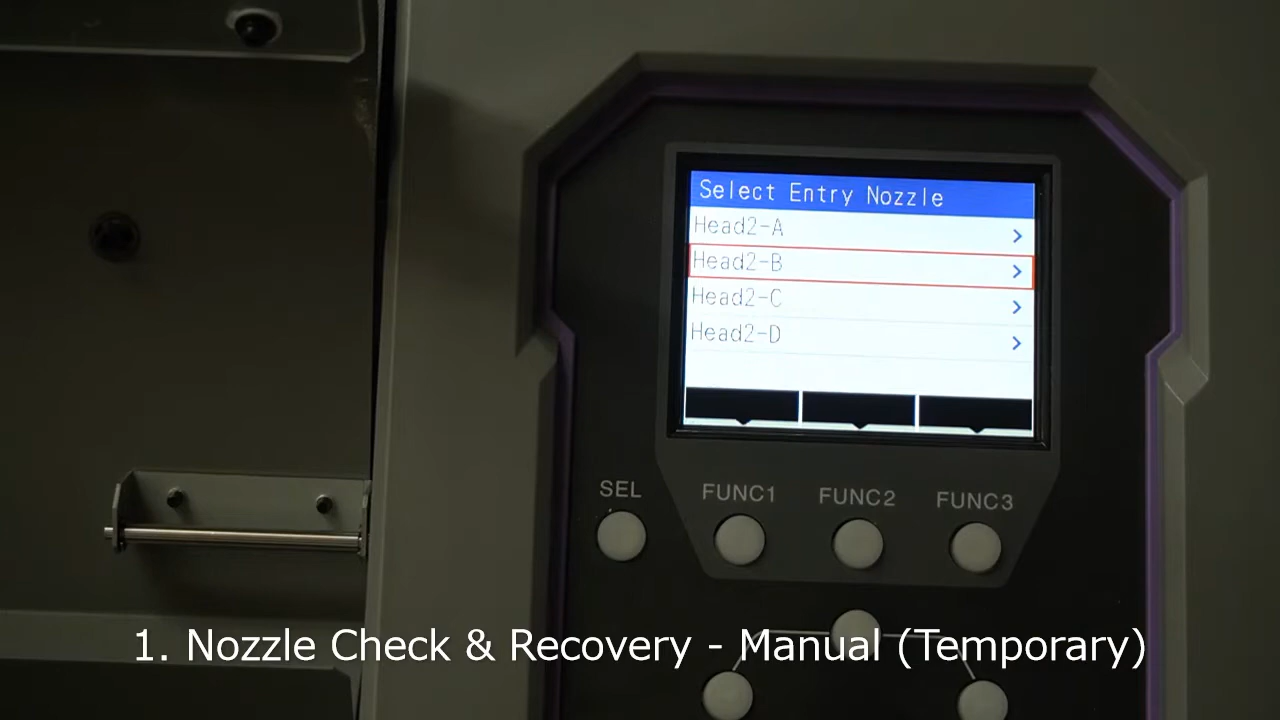 Select Entry Nozzle
Head2-A
Head2-B
Head2-C
Head2-D
SEL FUNC1 FUNC2 FUNC3
1. Nozzle Check & Recovery - Manual (Temporary)